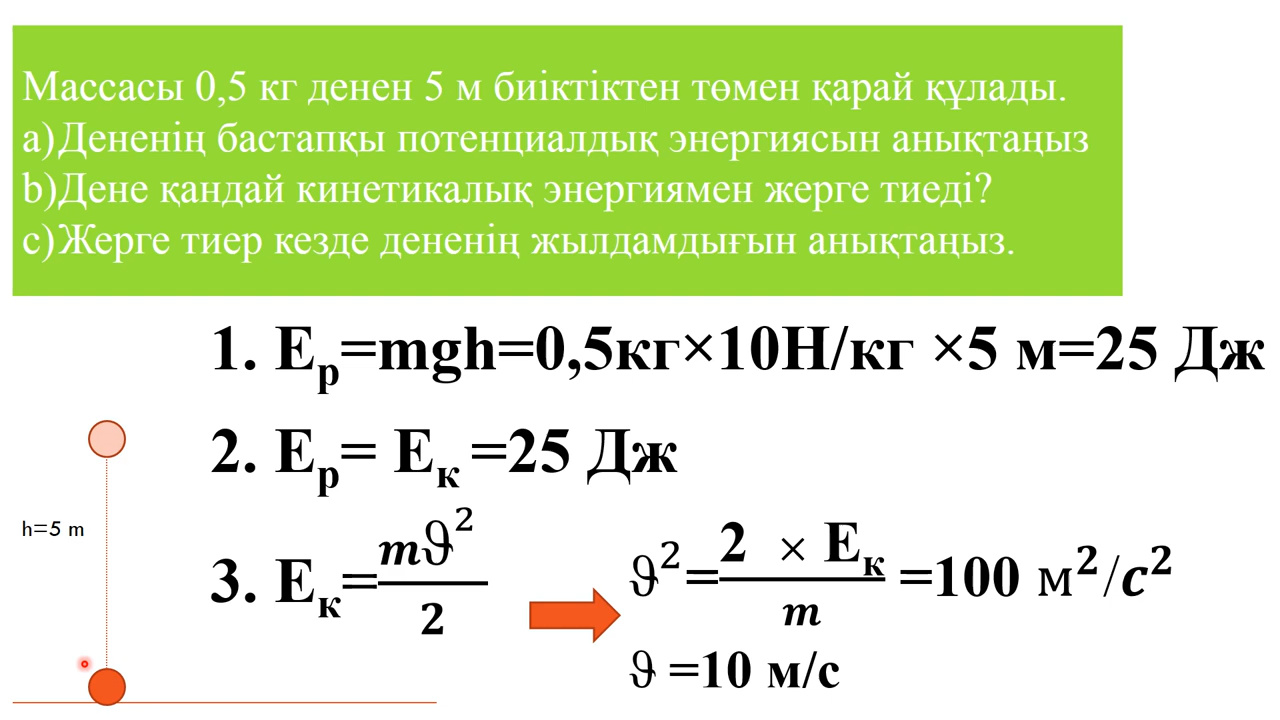 Массасы 0,5 кг денен 5 м биіктіктен төмен қарай құлады.
a)Дененің бастапқы потенциалдық энергиясын анықтаңыз
b)Дене қандай кинетикалық энергиямен жерге тиеді?
c)Жерге тиер кезде дененің жылдамдығын анықтаңыз.
1. Eр=mgh=0,5кг×10Н/кг ×5 м=25 Дж
2. Eр= Eк =25 Дж
h=5 m
3. Eк=mϑ²/2
ϑ²=2 × Eк/m =100 м²/с²
ϑ =10 м/с